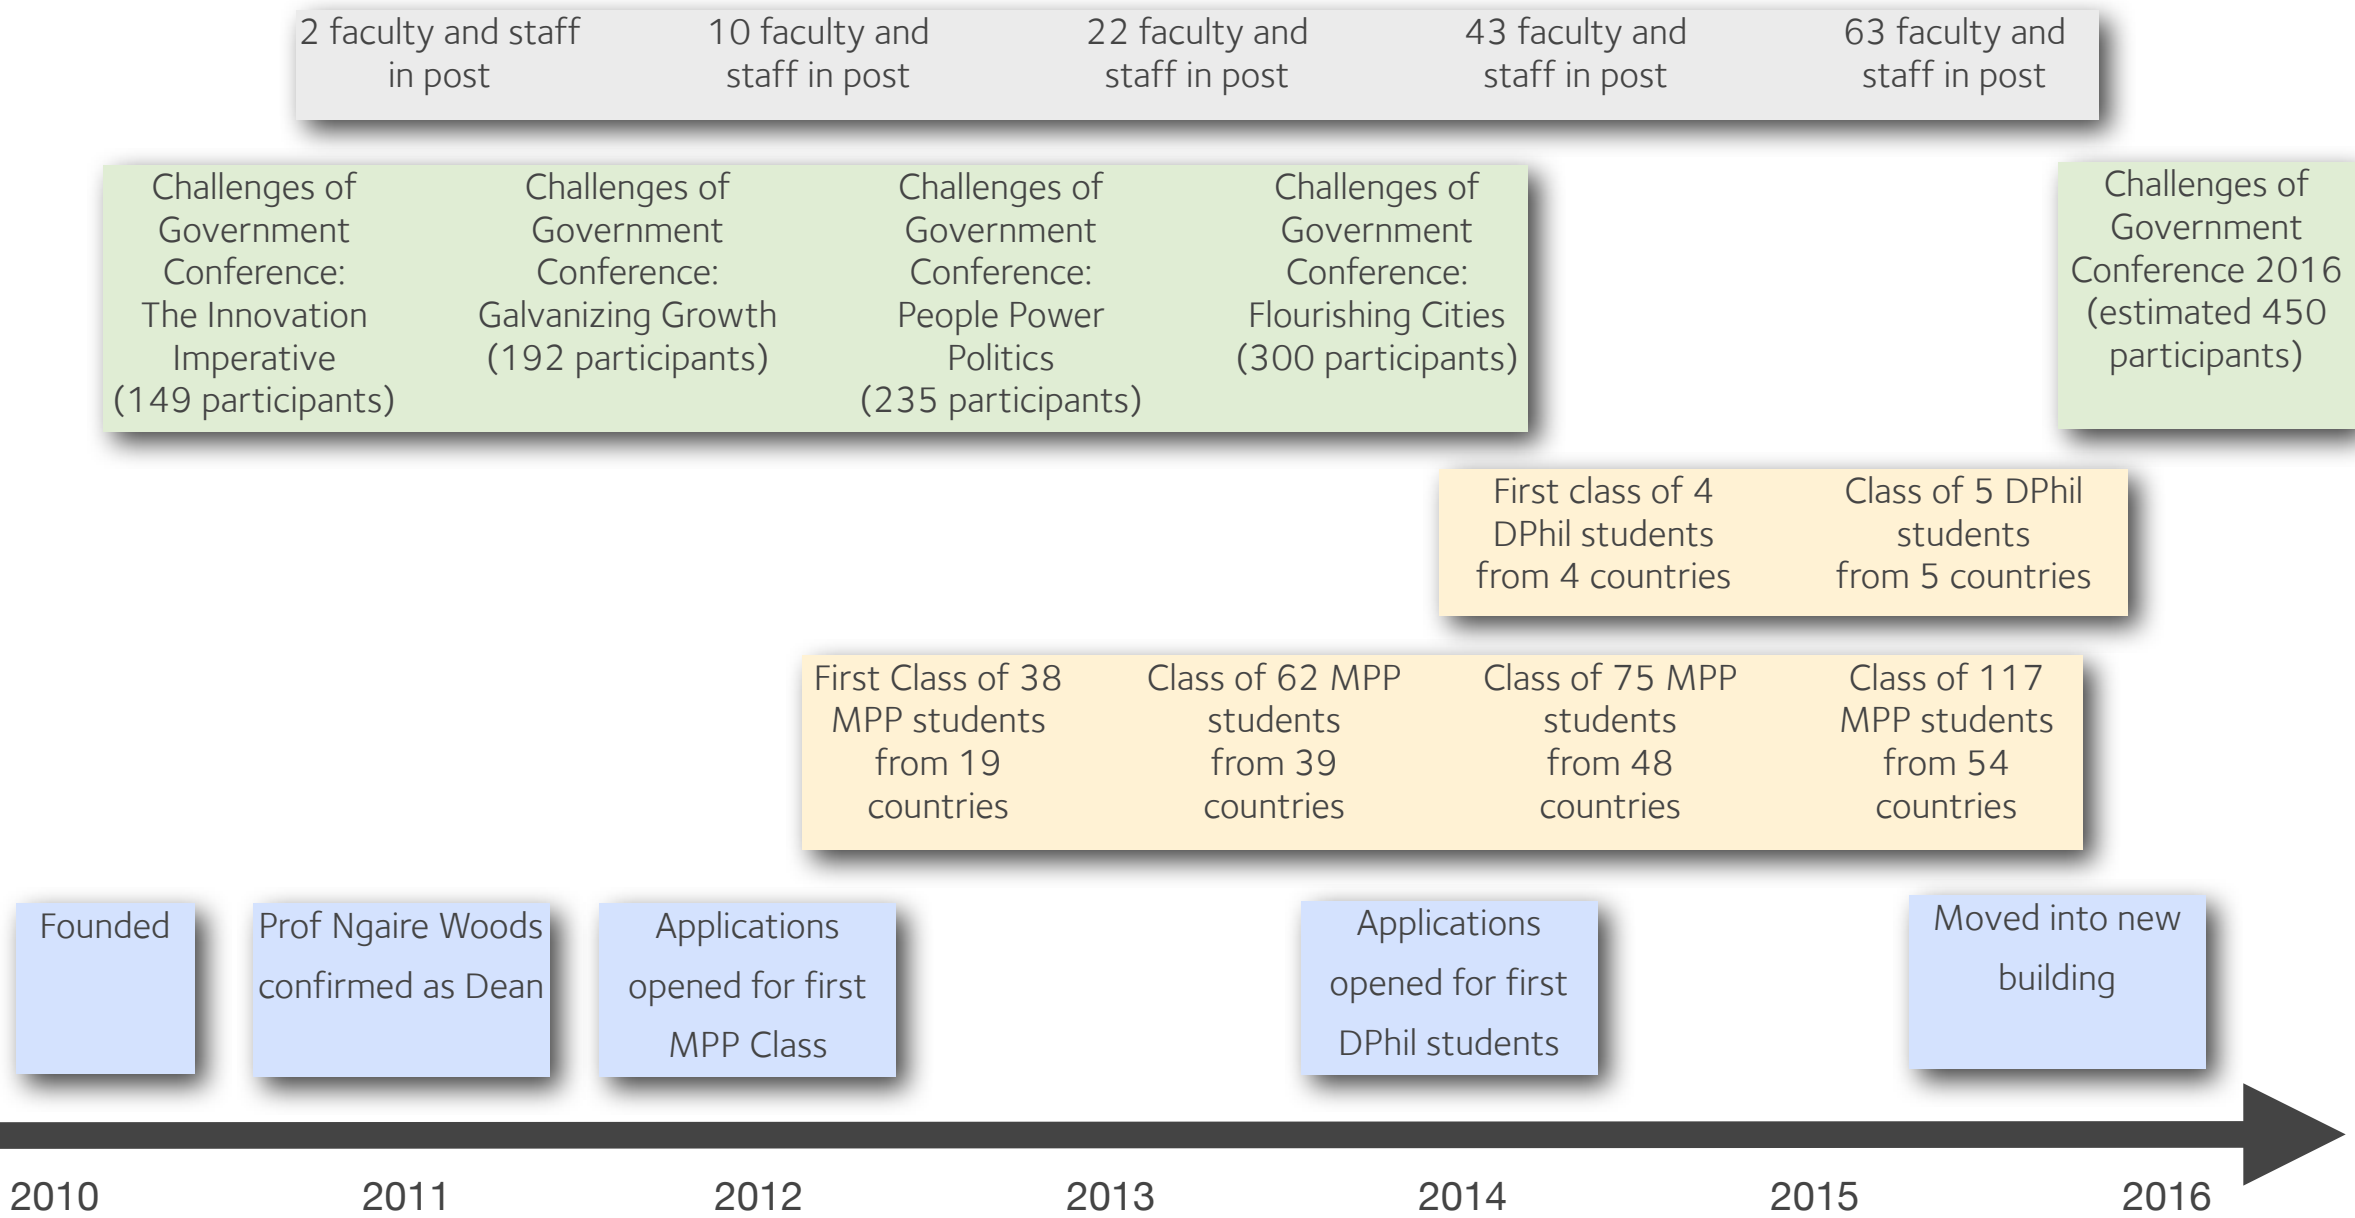 2 faculty and staff
in post
10 faculty and
staff in post
22 faculty and
staff in post
43 faculty and
staff in post
63 faculty and
staff in post
Challenges of
Government
Conference:
The Innovation
Imperative
(149 participants)
Challenges of
Government
Conference:
Galvanizing Growth
(192 participants)
Challenges of
Government
Conference:
People Power
Politics
(235 participants)
Challenges of
Government
Conference:
Flourishing Cities
(300 participants)
Challenges of
Government
Conference 2016
(estimated 450
participants)
First class of 4
DPhil students
from 4 countries
Class of 5 DPhil
students
from 5 countries
First Class of 38
MPP students
from 19
countries
Class of 62 MPP
students
from 39
countries
Class of 75 MPP
students
from 48
countries
Class of 117
MPP students
from 54
countries
Founded
Prof Ngaire Woods
confirmed as Dean
Applications
opened for first
MPP Class
Applications
opened for first
DPhil students
Moved into new
building
2010
2011
2012
2013
2014
2015
2016